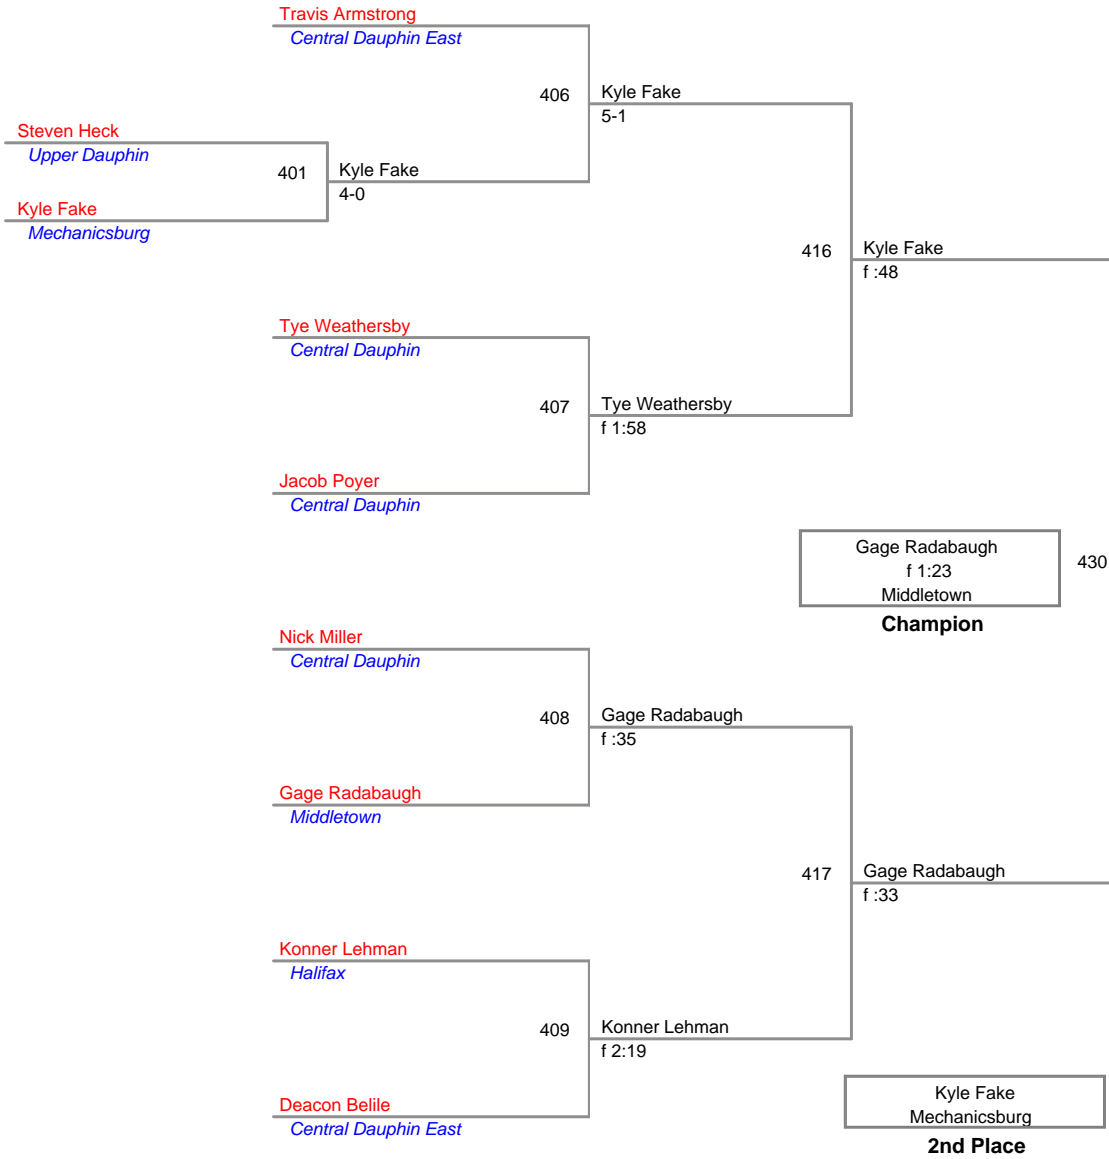 Travis Armstrong
Central Dauphin East
406
Kyle Fake
5-1
Steven Heck
Upper Dauphin
401
Kyle Fake
4-0
Kyle Fake
Mechanicsburg
416
Kyle Fake
f :48
Tye Weathersby
Central Dauphin
407
Tye Weathersby
f 1:58
Jacob Poyer
Central Dauphin
Gage Radabaugh
f 1:23
Middletown
430
Champion
Nick Miller
Central Dauphin
408
Gage Radabaugh
f :35
Gage Radabaugh
Middletown
417
Gage Radabaugh
f :33
Konner Lehman
Halifax
409
Konner Lehman
f 2:19
Deacon Belile
Central Dauphin East
Kyle Fake
Mechanicsburg
2nd Place